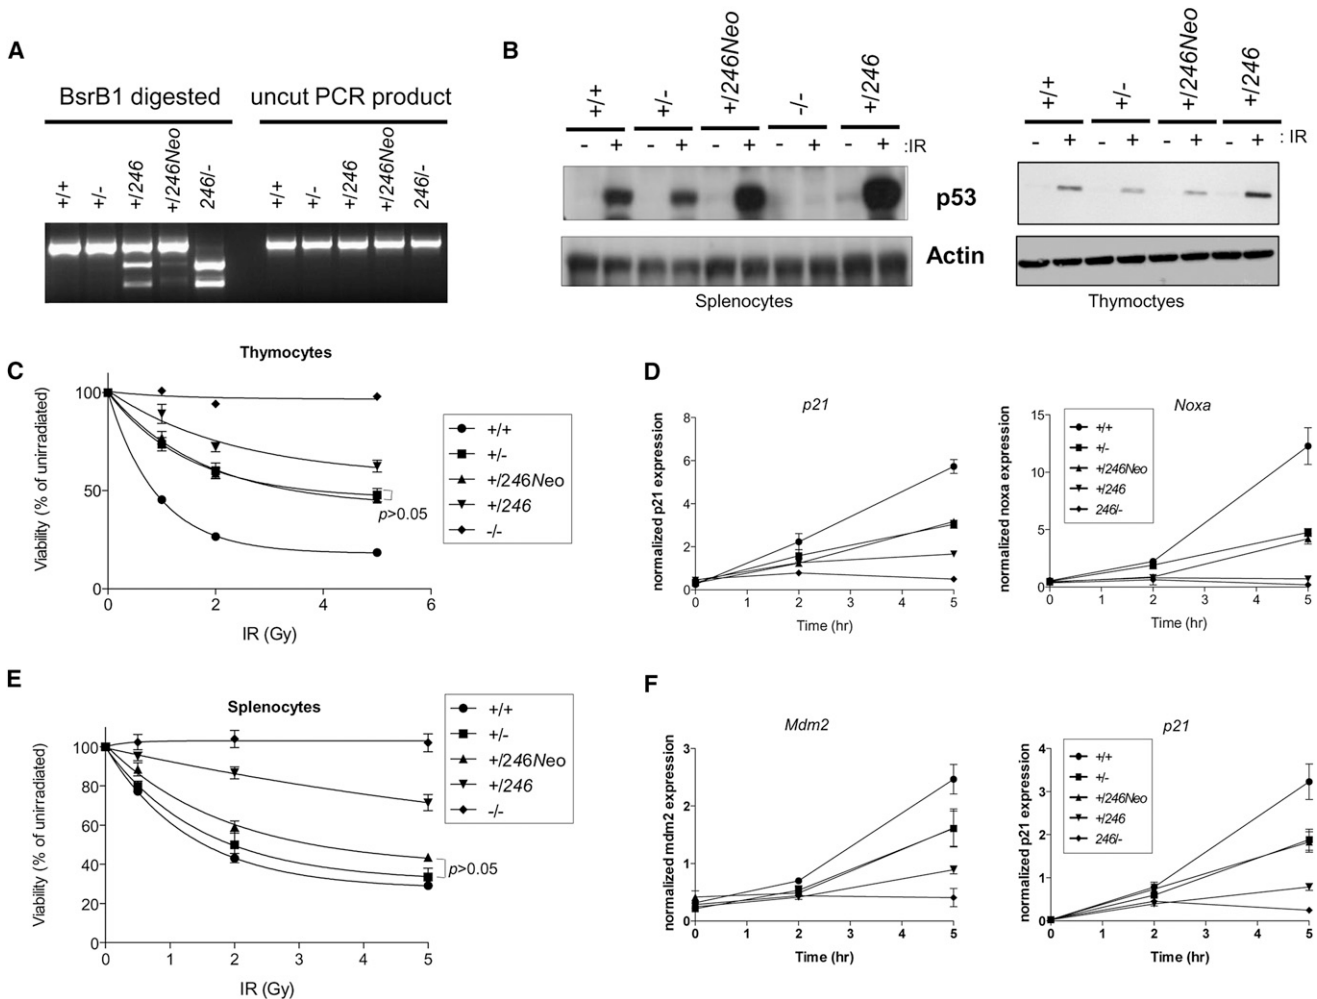 A
BsrB1 digested
uncut PCR product
+/+
+/-
+/246
+/246Neo
246/-
+/+
+/-
+/246
+/246Neo
246/-
B
+/+
+/-
+/246Neo
-/-
+/246
- + - + - + - + - + :IR
p53
Actin
Splenocytes
+/+
+/-
+/246Neo
+/246
- + - + - + - + : IR
Thymoctyes
C
Thymocytes
Viability (% of unirradiated)
100
50
0
0 2 4 6
IR (Gy)
p>0.05
+/+
+/-
+/246Neo
+/246
-/-
D
p21
normalized p21 expression
8
6
4
2
0
0 1 2 3 4 5
Time (hr)
Noxa
normalized noxa expression
15
10
5
0
0 1 2 3 4 5
Time (hr)
+/+
+/-
+/246Neo
+/246
246/-
E
Splenocytes
Viability (% of unirradiated)
100
80
60
40
20
0
0 1 2 3 4 5
IR (Gy)
p>0.05
+/+
+/-
+/246Neo
+/246
-/-
F
Mdm2
normalized mdm2 expression
3
2
1
0
0 1 2 3 4 5
Time (hr)
p21
normalized p21 expression
4
3
2
1
0
0 1 2 3 4 5
Time (hr)
+/+
+/-
+/246Neo
+/246
246/-